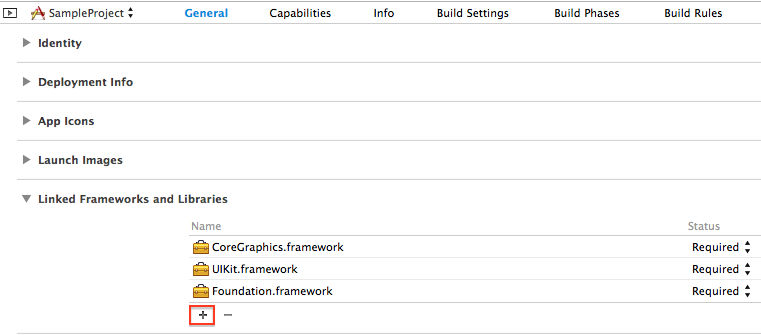 SampleProject General Capabilities Info Build Settings Build Phases Build Rules
Identity
Deployment Info
App Icons
Launch Images
Linked Frameworks and Libraries
Name Status
CoreGraphics.framework Required
UIKit.framework Required
Foundation.framework Required
+ −